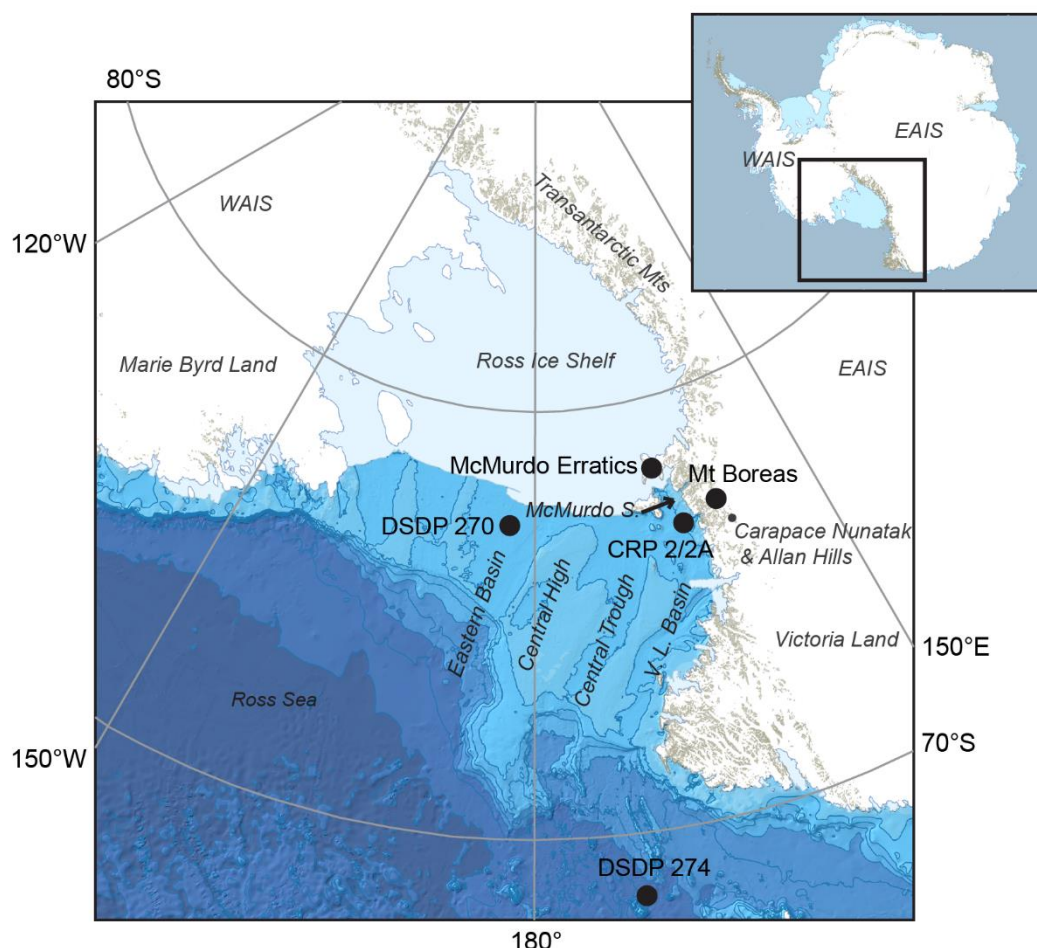 80°S
EAIS
WAIS
WAIS
Transantarctic Mts
120°W
Marie Byrd Land
Ross Ice Shelf
EAIS
McMurdo Erratics
Mt Boreas
DSDP 270
McMurdo S.
CRP 2/2A
Carapace Nunatak
& Allan Hills
Eastern Basin
Central High
Central Trough
V. L. Basin
Victoria Land
150°E
Ross Sea
150°W
70°S
DSDP 274
180°